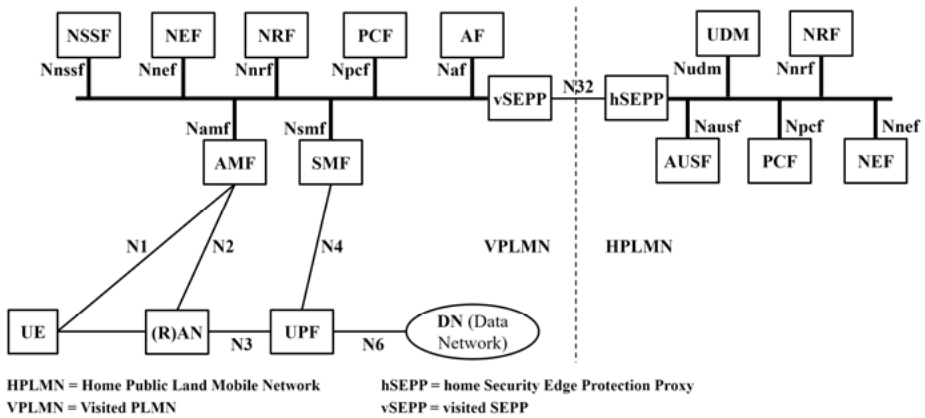 NSSF NEF NRF PCF AF UDM NRF
Nnssf Nnef Nnrf Npcf Naf Nudm Nnrf
vSEPP N32 hSEPP
Namf Nsmf Nausf Npcf Nnef
AMF SMF AUSF PCF NEF
N1 N2 N4 VPLMN HPLMN
UE (R)AN UPF DN (Data
Network)
N3 N6
HPLMN = Home Public Land Mobile Network hSEPP = home Security Edge Protection Proxy
VPLMN = Visited PLMN vSEPP = visited SEPP